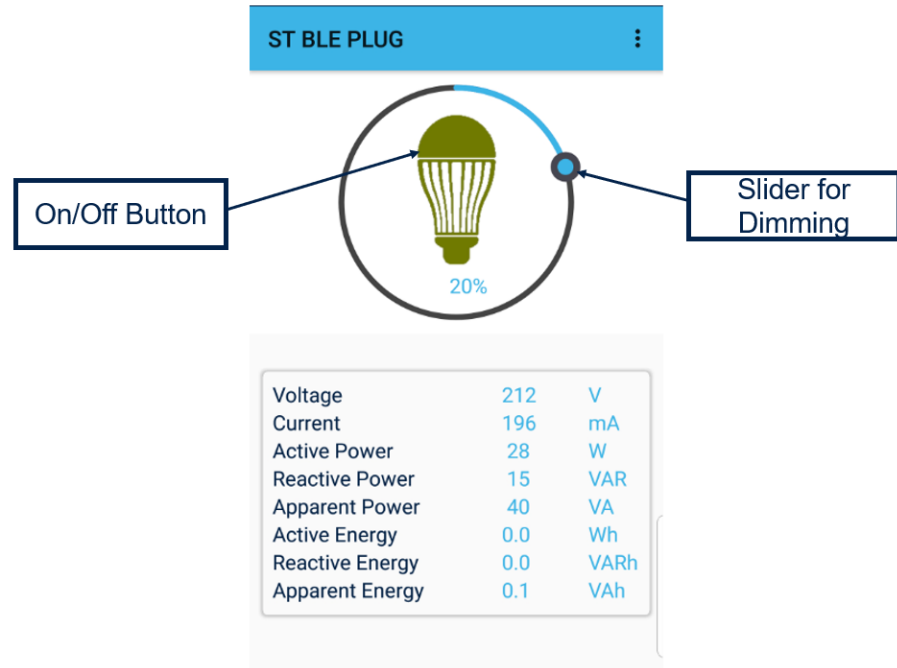 ST BLE PLUG
On/Off Button
Slider for
Dimming
20%
Voltage 212 V
Current 196 mA
Active Power 28 W
Reactive Power 15 VAR
Apparent Power 40 VA
Active Energy 0.0 Wh
Reactive Energy 0.0 VARh
Apparent Energy 0.1 VAh